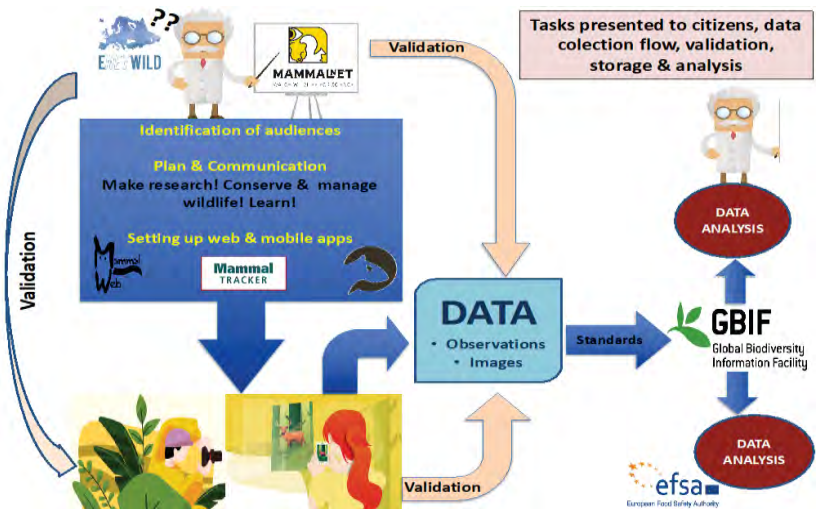 ??
ENETWILD
MAMMALNET
Validation
Tasks presented to citizens, data
colection flow, validation,
storage & analysis
Identification of audiences
Plan & Communication
Make research! Conserve & manage
wildlife! Learn!
Setting up web & mobile apps
Mammal
Web
Mammal
TRACKER
Validation
DATA
• Observations
• Images
Standards
GBIF
Global Biodiversity
Information Facility
DATA
ANALYSIS
DATA
ANALYSIS
Validation
efsa
European Food Safety Authority